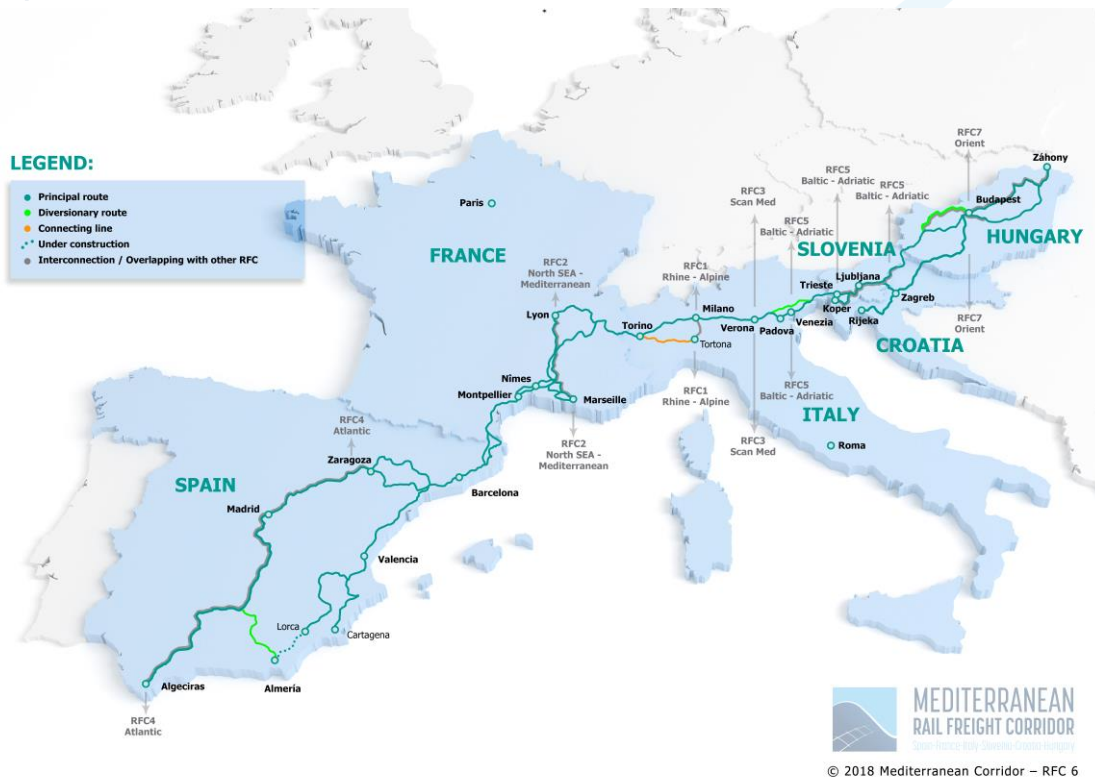 LEGEND:
Principal route
Diversionary route
Connecting line
Under construction
Interconnection / Overlapping with other RFC
Paris
FRANCE
RFC2
North SEA -
Mediterranean
Lyon
RFC1
Rhine - Alpine
Milano
Torino
Tortona
RFC1
Rhine - Alpine
RFC3
Scan Med
Verona
Padova
Venezia
RFC5
Baltic - Adriatic
RFC5
Baltic - Adriatic
RFC5
Baltic - Adriatic
RFC7
Orient
Záhony
Budapest
HUNGARY
SLOVENIA
Ljubljana
Trieste
Koper
Zagreb
Rijeka
RFC7
Orient
CROATIA
RFC5
Baltic - Adriatic
RFC3
Scan Med
ITALY
Roma
Nîmes
Montpellier
Marseille
RFC2
North SEA -
Mediterranean
RFC4
Atlantic
Zaragoza
SPAIN
Barcelona
Madrid
Valencia
Lorca
Cartagena
Algeciras
Almería
RFC4
Atlantic
MEDITERRANEAN
RAIL FREIGHT CORRIDOR
Spain-France-Italy-Slovenia-Croatia-Hungary
© 2018 Mediterranean Corridor – RFC 6